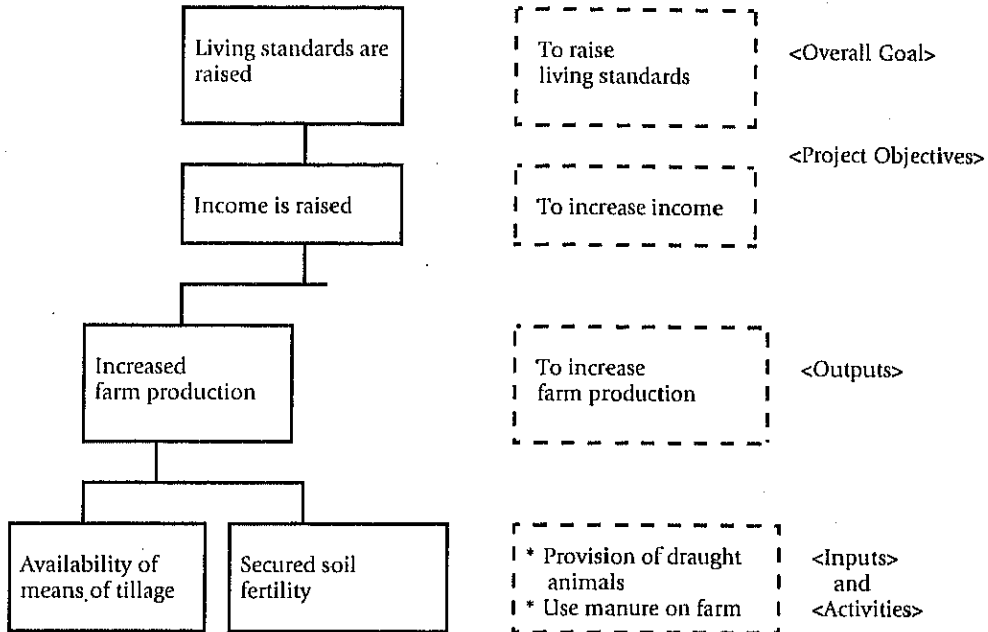 Living standards are
raised
To raise
living standards
<Overall Goal>
<Project Objectives>
Income is raised
To increase income
Increased
farm production
To increase
farm production
<Outputs>
Availability of
means of tillage
Secured soil
fertility
* Provision of draught
animals
* Use manure on farm
<Inputs>
and
<Activities>